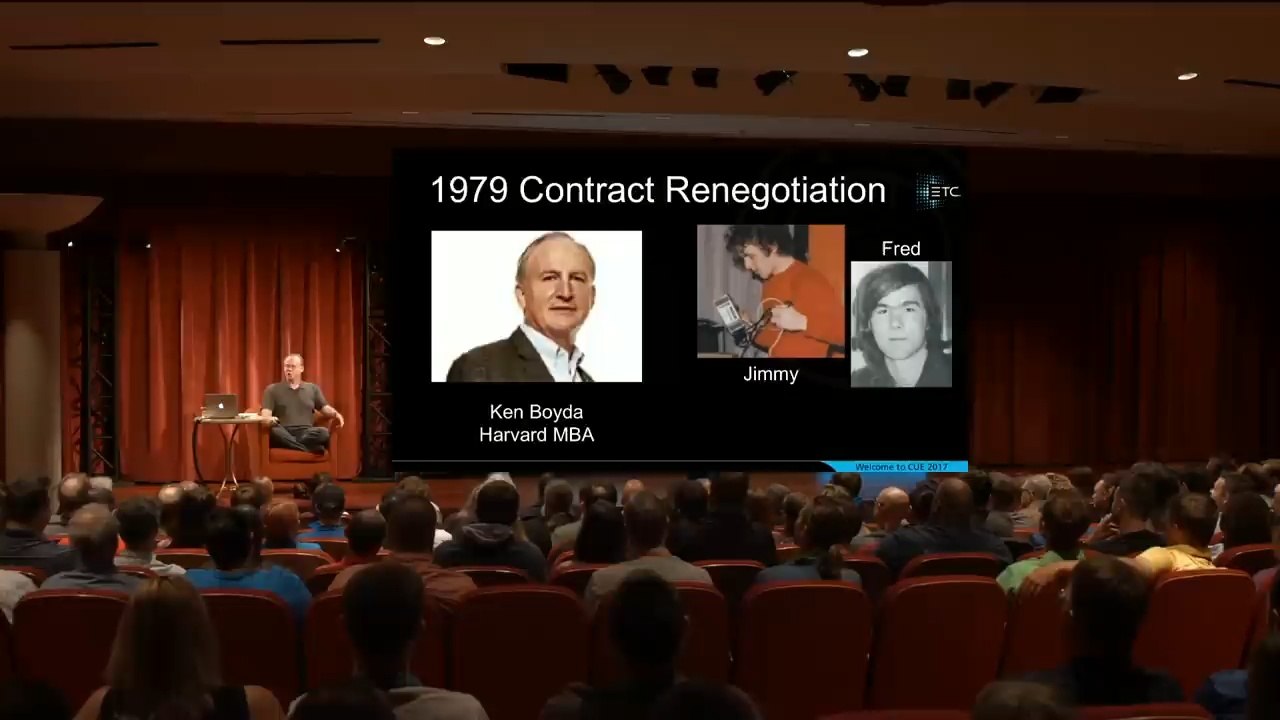 1979 Contract Renegotiation
ETC
Fred
Jimmy
Ken Boyda
Harvard MBA
Welcome to CUE 2017